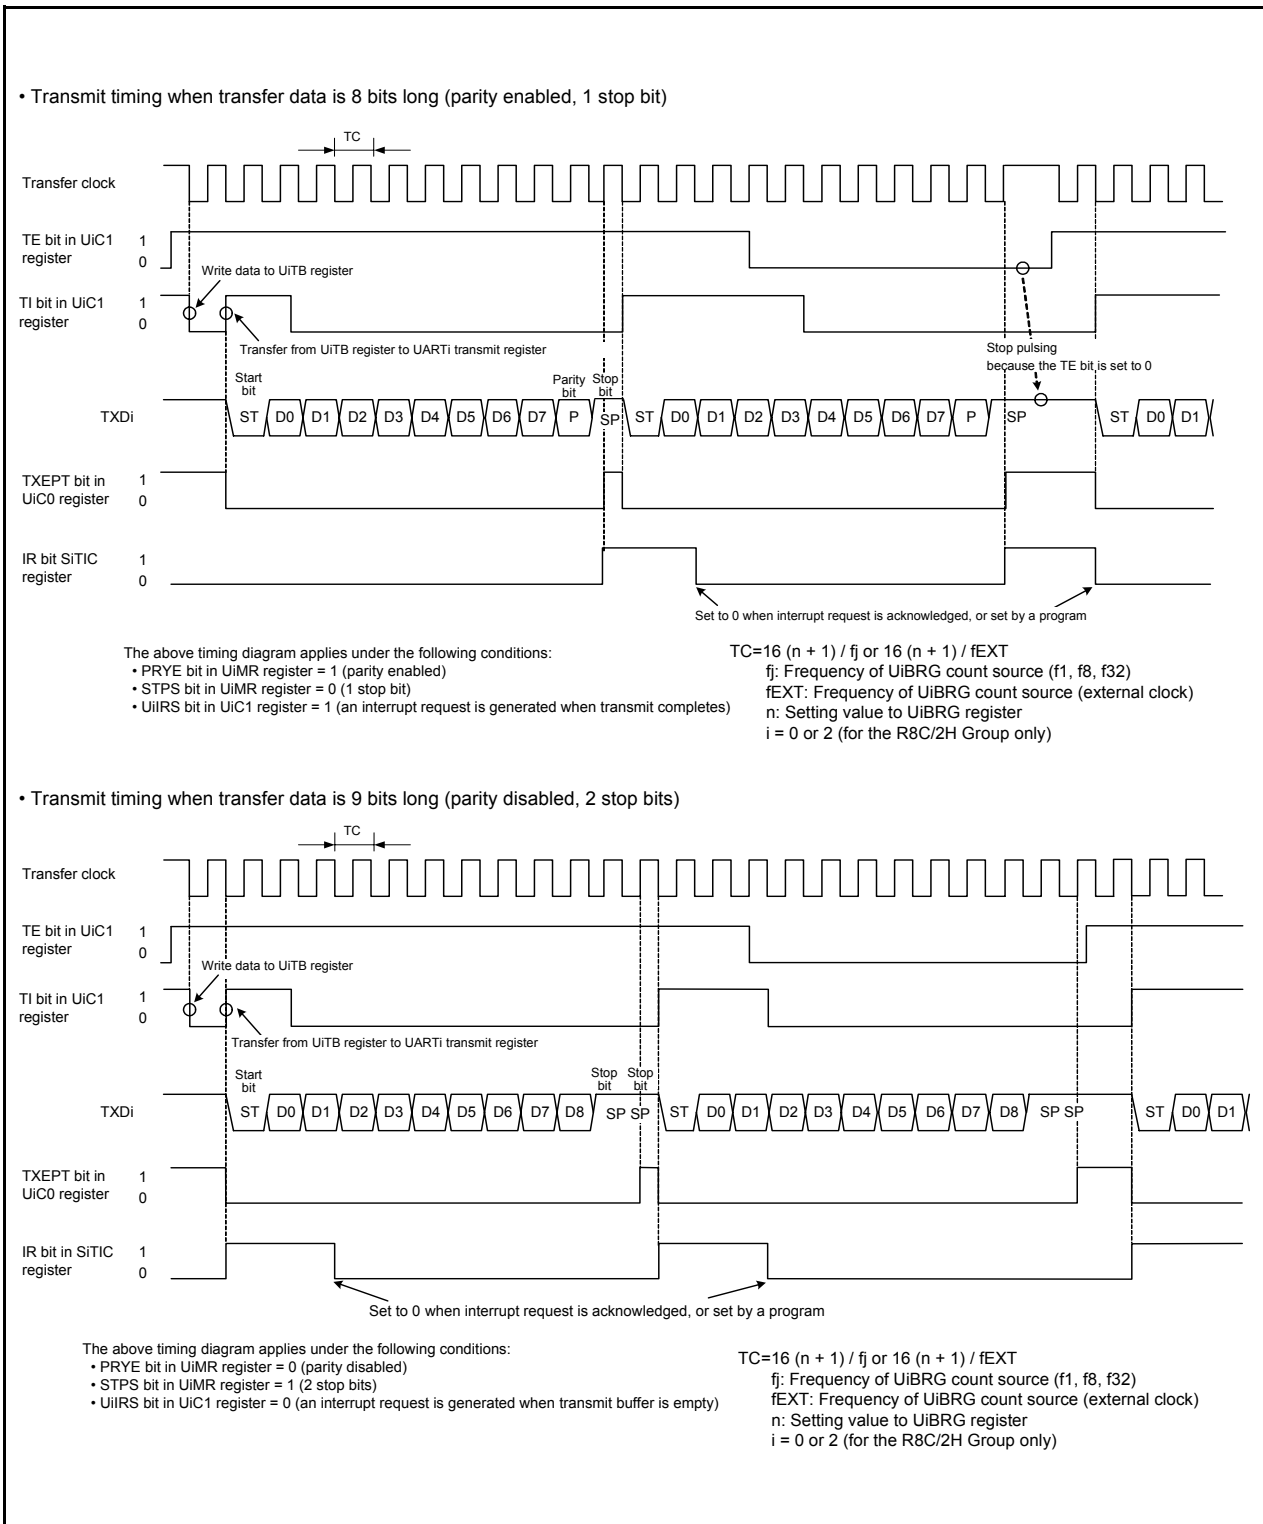 • Transmit timing when transfer data is 8 bits long (parity enabled, 1 stop bit)
TC
Transfer clock
TE bit in UiC1
register
1
0
Write data to UiTB register
TI bit in UiC1
register
1
0
Transfer from UiTB register to UARTi transmit register
Stop pulsing
because the TE bit is set to 0
Start
bit
Parity
bit
Stop
bit
TXDi
ST D0 D1 D2 D3 D4 D5 D6 D7 P SP ST D0 D1 D2 D3 D4 D5 D6 D7 P SP ST D0 D1
TXEPT bit in
UiC0 register
1
0
IR bit SiTIC
register
1
0
Set to 0 when interrupt request is acknowledged, or set by a program
The above timing diagram applies under the following conditions:
• PRYE bit in UiMR register = 1 (parity enabled)
• STPS bit in UiMR register = 0 (1 stop bit)
• UiIRS bit in UiC1 register = 1 (an interrupt request is generated when transmit completes)
TC=16 (n + 1) / fj or 16 (n + 1) / fEXT
fj: Frequency of UiBRG count source (f1, f8, f32)
fEXT: Frequency of UiBRG count source (external clock)
n: Setting value to UiBRG register
i = 0 or 2 (for the R8C/2H Group only)
• Transmit timing when transfer data is 9 bits long (parity disabled, 2 stop bits)
TC
Transfer clock
TE bit in UiC1
register
1
0
Write data to UiTB register
TI bit in UiC1
register
1
0
Transfer from UiTB register to UARTi transmit register
Start
bit
Stop
bit
Stop
bit
TXDi
ST D0 D1 D2 D3 D4 D5 D6 D7 D8 SP SP ST D0 D1 D2 D3 D4 D5 D6 D7 D8 SP SP ST D0 D1
TXEPT bit in
UiC0 register
1
0
IR bit in SiTIC
register
1
0
Set to 0 when interrupt request is acknowledged, or set by a program
The above timing diagram applies under the following conditions:
• PRYE bit in UiMR register = 0 (parity disabled)
• STPS bit in UiMR register = 1 (2 stop bits)
• UiIRS bit in UiC1 register = 0 (an interrupt request is generated when transmit buffer is empty)
TC=16 (n + 1) / fj or 16 (n + 1) / fEXT
fj: Frequency of UiBRG count source (f1, f8, f32)
fEXT: Frequency of UiBRG count source (external clock)
n: Setting value to UiBRG register
i = 0 or 2 (for the R8C/2H Group only)